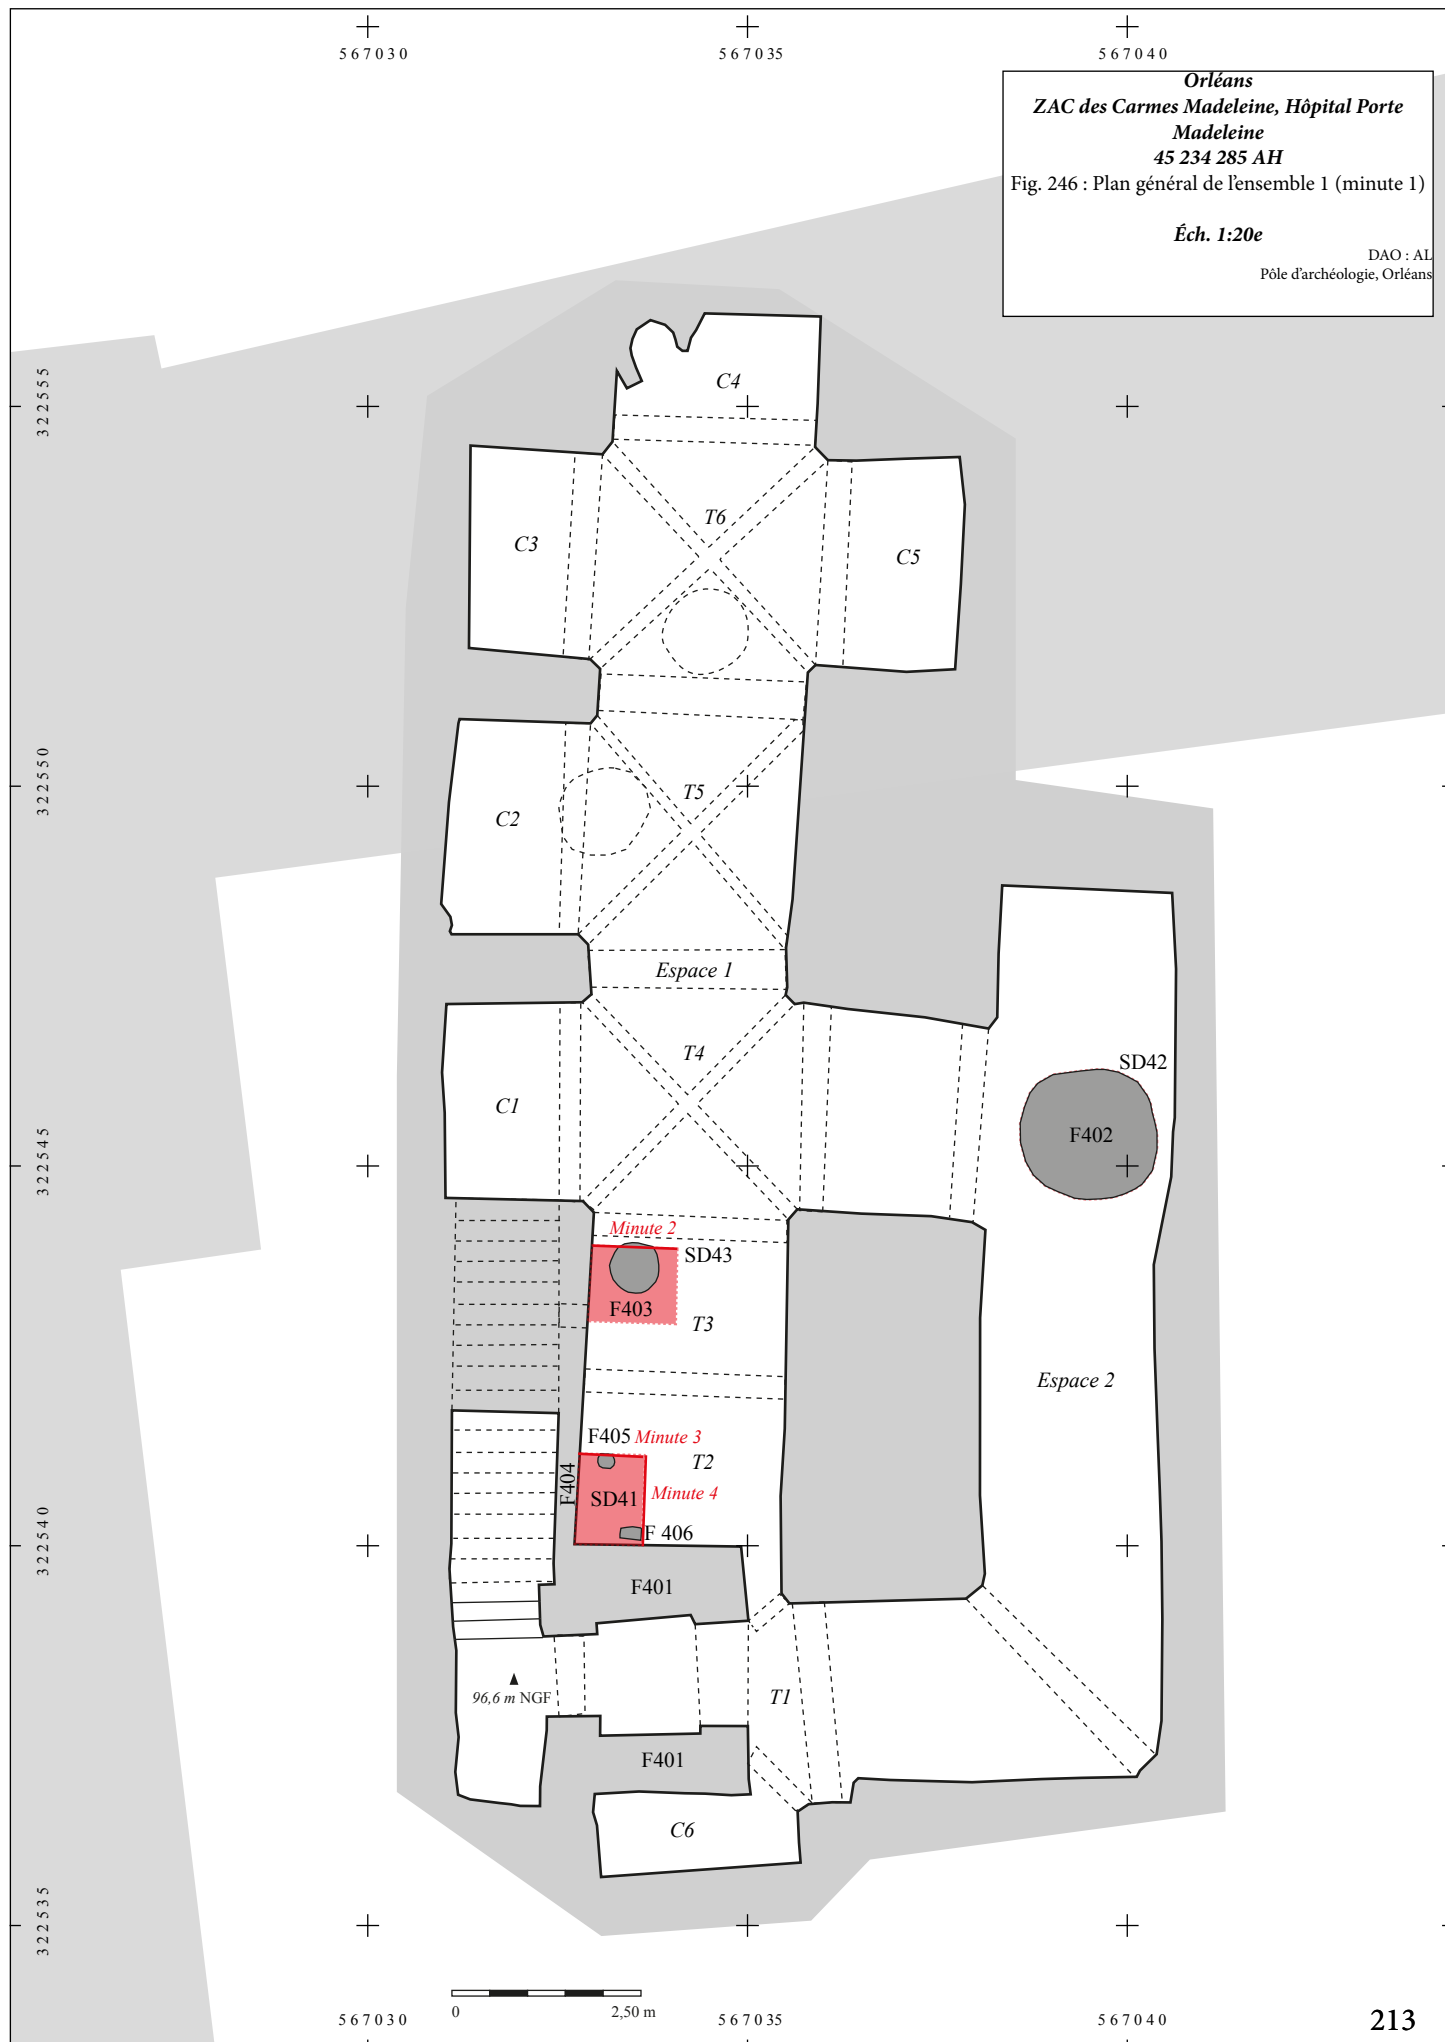 567030
567035
567040
Orléans
ZAC des Carmes Madeleine, Hôpital Porte
Madeleine
45 234 285 AH
Fig. 246 : Plan général de l'ensemble 1 (minute 1)
Éch. 1:20e
DAO : AL
Pôle d'archéologie, Orléans
322555
C4
T6
C3
C5
322550
T5
C2
Espace 1
T4
SD42
C1
F402
322545
Minute 2
SD43
F403
T3
Espace 2
F405 Minute 3
T2
F404
SD41
Minute 4
F 406
322540
F401
T1
96,6 m NGF
F401
C6
322535
0
2,50 m
567030
567035
567040
213